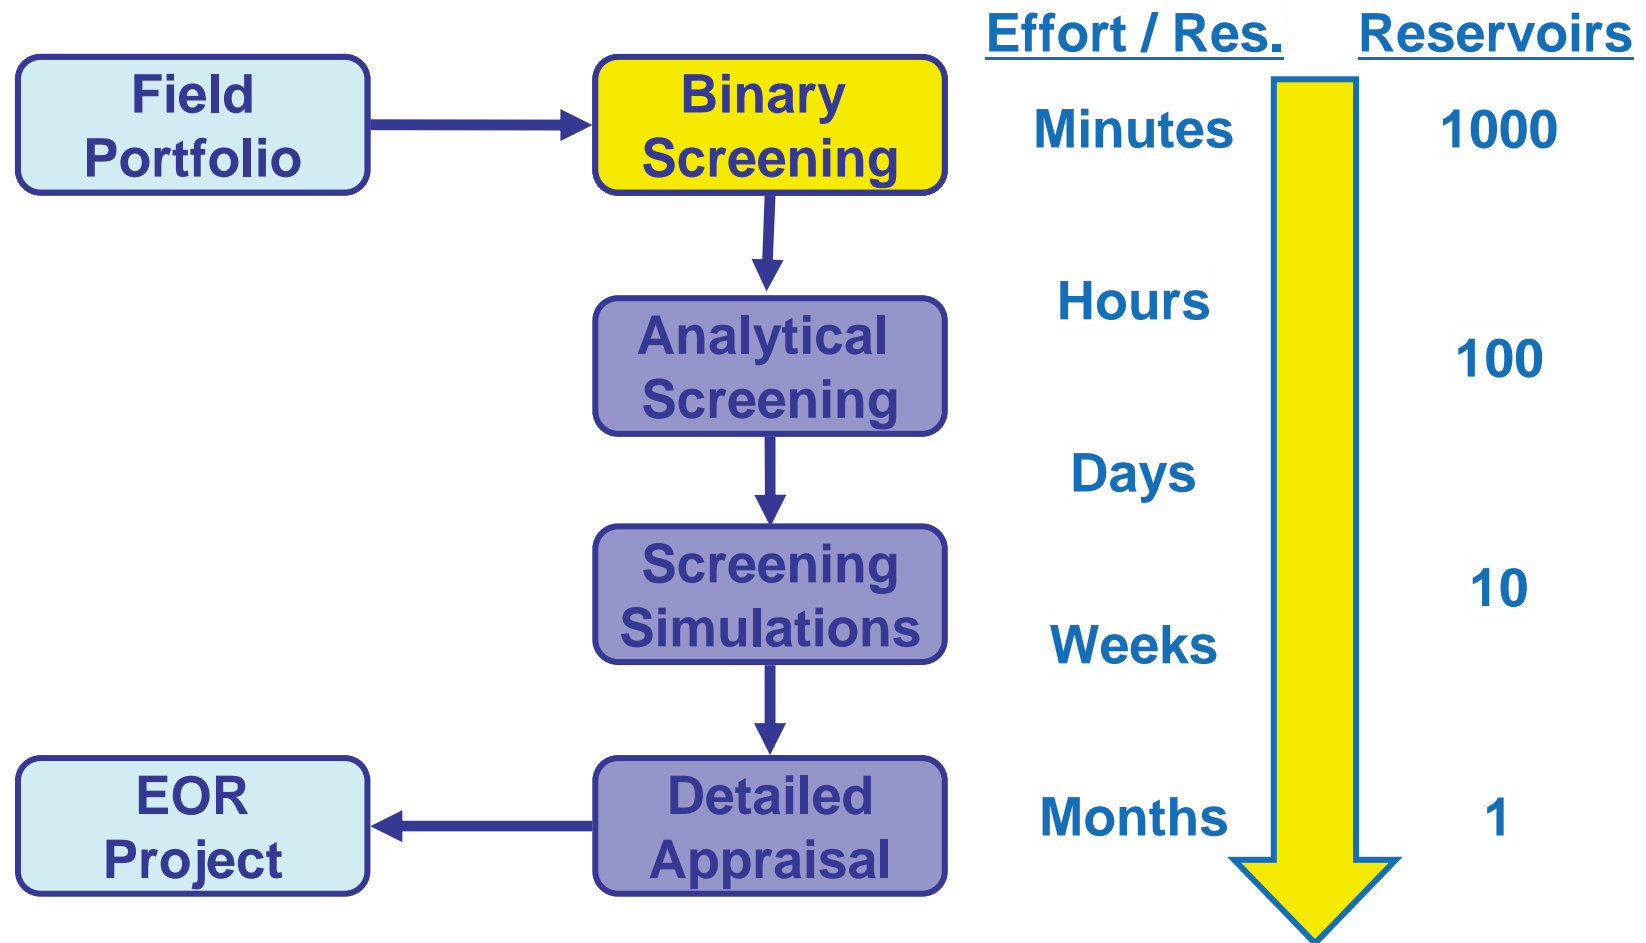 Effort / Res.
Reservoirs
Field
Portfolio
Binary
Screening
Minutes
1000
Hours
Analytical
Screening
100
Days
Screening
Simulations
10
Weeks
EOR
Project
Detailed
Appraisal
Months
1